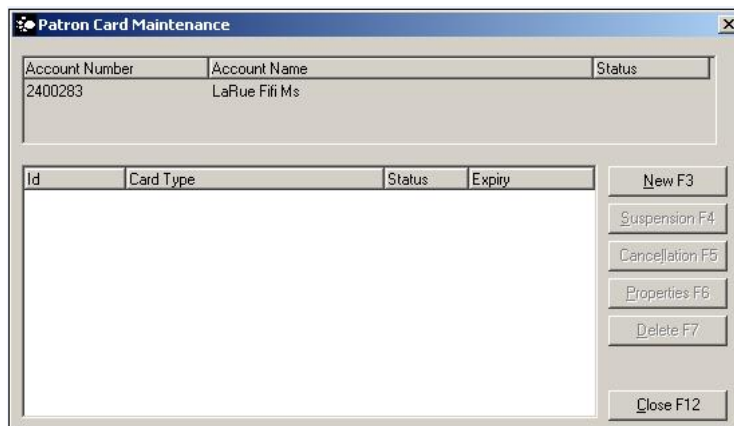 Patron Card Maintenance
Account Number Account Name Status
2400283 LaRue Fifi Ms
Id Card Type Status Expiry
New F3
Suspension F4
Cancellation F5
Properties F6
Delete F7
Close F12